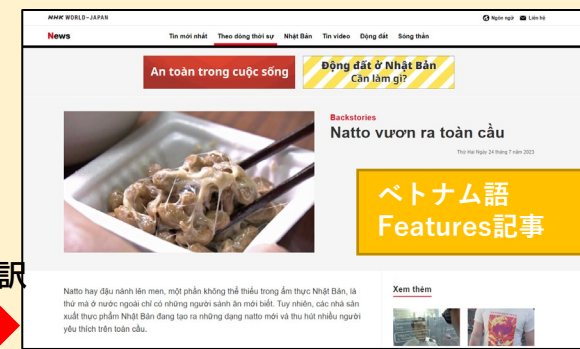 NHK WORLD-JAPAN
Ngôn ngữ Liên hệ
News
Tin mới nhất Theo dòng thời sự Nhật Bản Tin video Động đất Sóng thần
An toàn trong cuộc sống
Động đất ở Nhật Bản
Cần làm gì?
Backstories
Natto vươn ra toàn cầu
Thứ Hai Ngày 24 tháng 7 năm 2023
ベトナム語
Features記事
訳
Natto hay đậu nành lên men, một phần không thể thiếu trong ẩm thực Nhật Bản, là
thứ mà ở nước ngoài chỉ có những người sành ăn mới biết. Tuy nhiên, các nhà sản
xuất thực phẩm Nhật Bản đang tạo ra những dạng natto mới và thu hút nhiều người
yêu thích trên toàn cầu.
Xem thêm